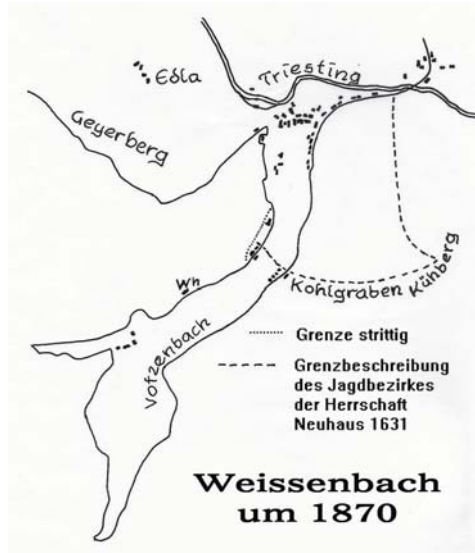 Edla
Triesting
Geyerberg
Kohlgraben
Kühberg
Wh
Votzenbach
Grenze strittig
Grenzbeschreibung
des Jagdbezirkes
der Herrschaft
Neuhaus 1631
Weissenbach
um 1870